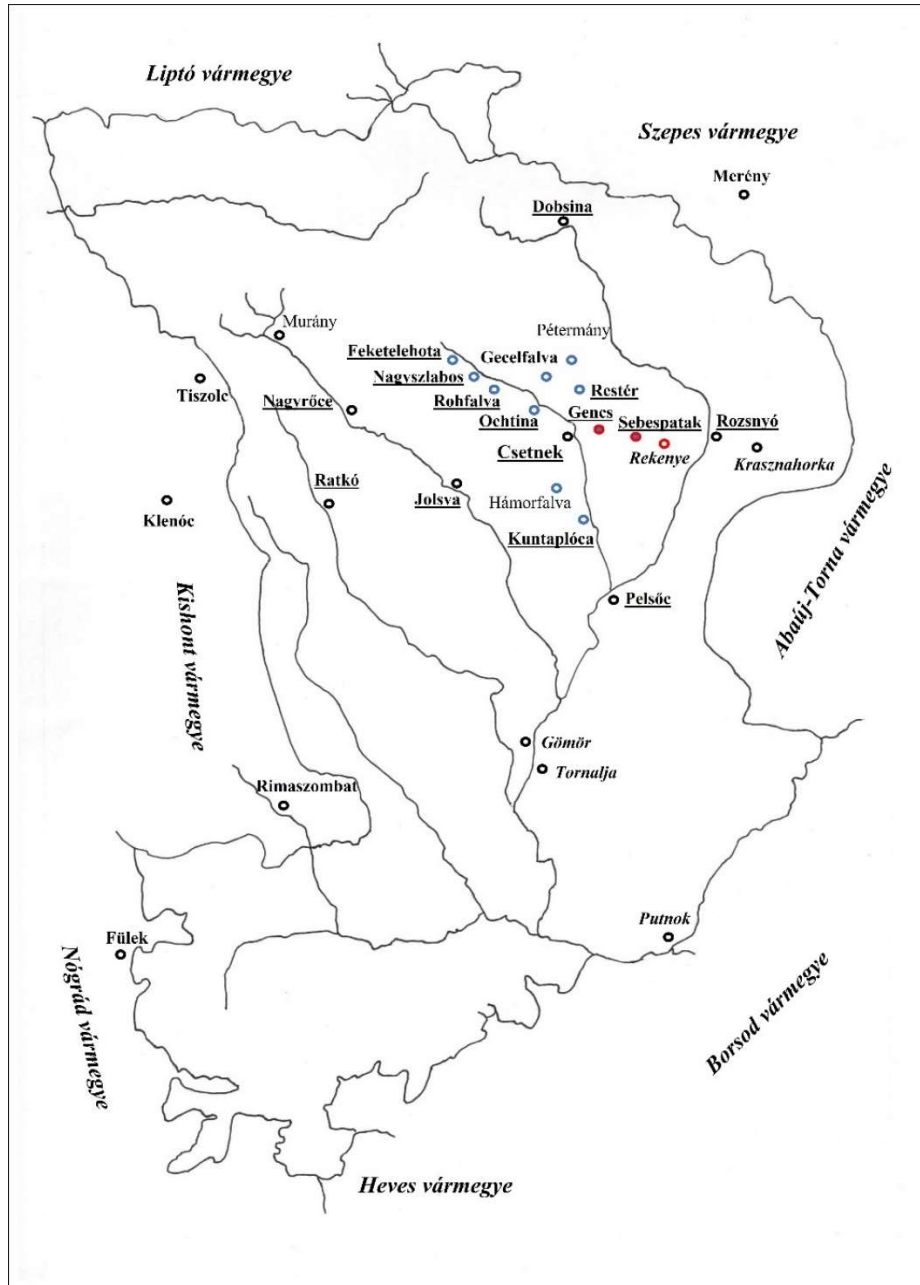 Liptó vármegye
Szepes vármegye
Merény
Dobsina
Murány
Pétermány
Feketelehota
Gecelfalva
Nagyszlabos
Tiszolc
Restér
Rohfalva
Nagyrőce
Ochtina
Gencs
Sebespatak
Rozsnyó
Csetnek
Rekenye
Krasznahorka
Ratkó
Jolsva
Hámorfalva
Klenóc
Kuntaplóca
Pelsőc
Abaúj-Torna vármegye
Kishont vármegye
Gömör
Tornalja
Rimaszombat
Putnok
Fülek
Nógrád vármegye
Borsod vármegye
Heves vármegye